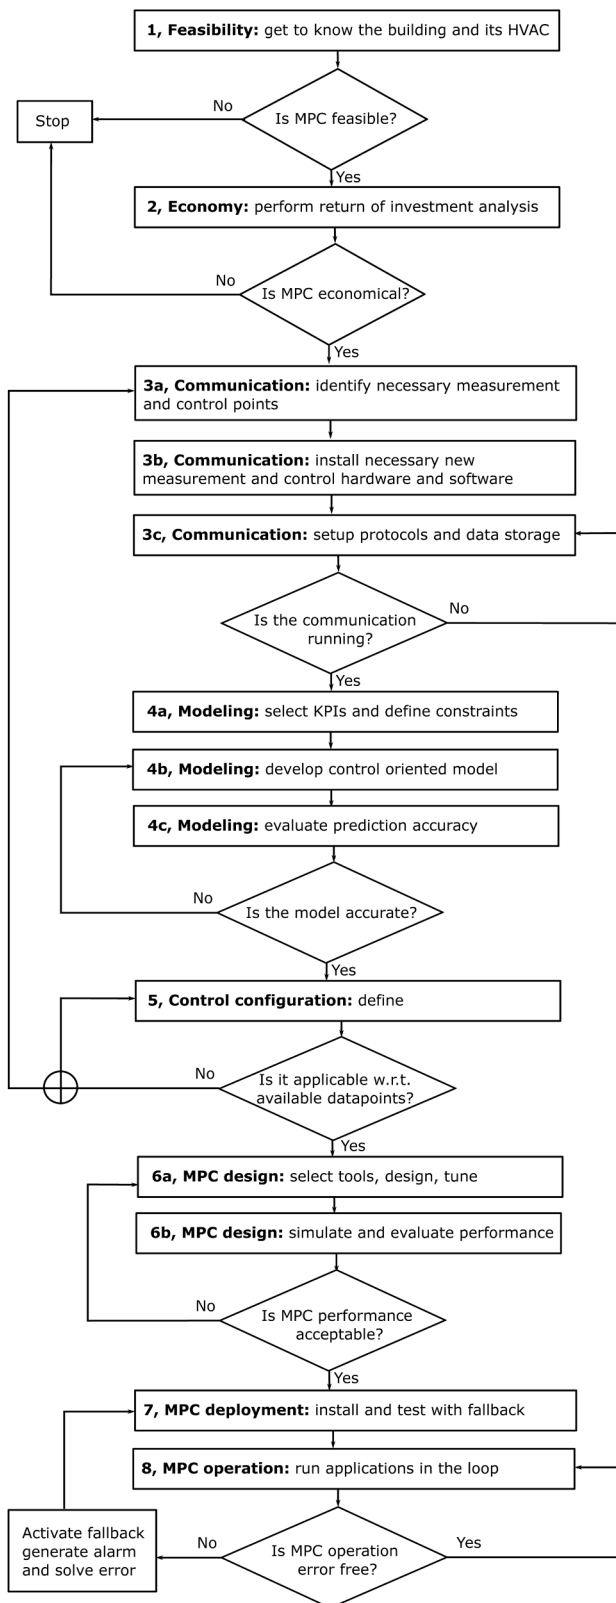 1, Feasibility: get to know the building and its HVAC
No
Stop
Is MPC feasible?
Yes
2, Economy: perform return of investment analysis
No
Is MPC economical?
Yes
3a, Communication: identify necessary measurement
and control points
3b, Communication: install necessary new
measurement and control hardware and software
3c, Communication: setup protocols and data storage
No
Is the communication
running?
Yes
4a, Modeling: select KPIs and define constraints
4b, Modeling: develop control oriented model
4c, Modeling: evaluate prediction accuracy
No
Is the model accurate?
Yes
5, Control configuration: define
No
Is it applicable w.r.t.
available datapoints?
Yes
6a, MPC design: select tools, design, tune
6b, MPC design: simulate and evaluate performance
No
Is MPC performance
acceptable?
Yes
7, MPC deployment: install and test with fallback
8, MPC operation: run applications in the loop
Activate fallback
generate alarm
and solve error
No
Is MPC operation
error free?
Yes